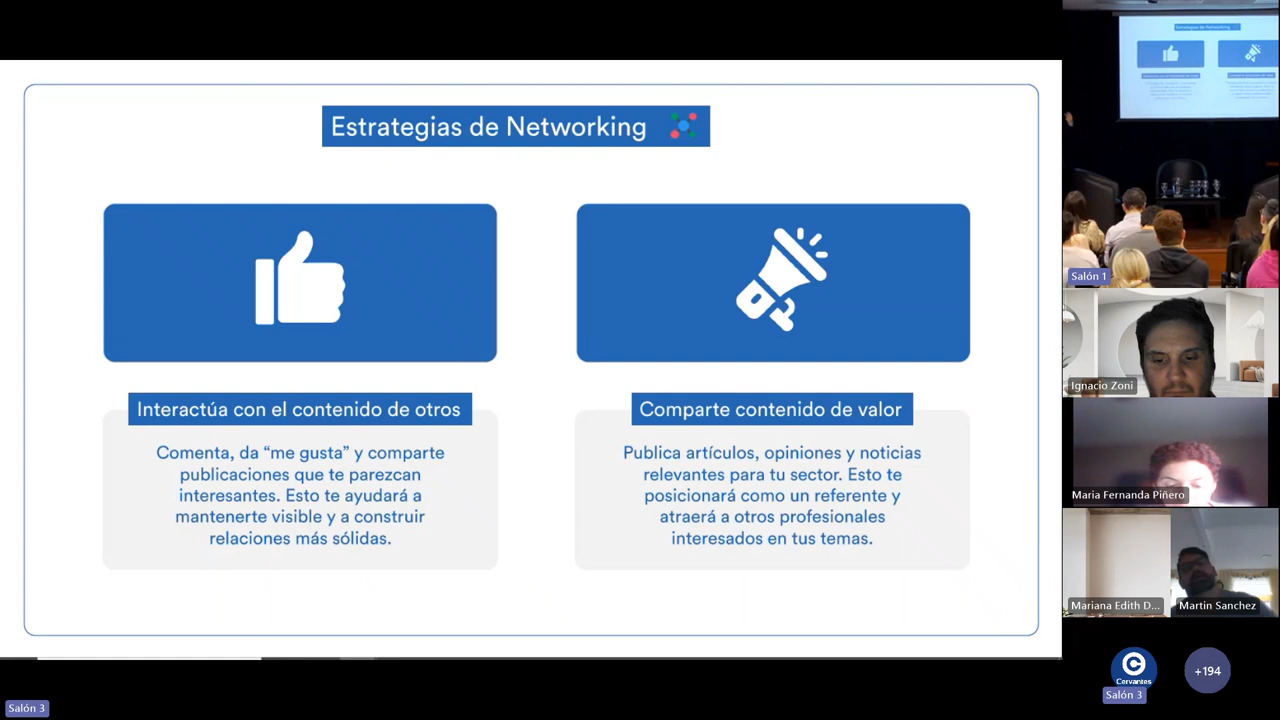 Estrategias de Networking
Interactúa con el contenido de otros
Comenta, da “me gusta” y comparte
publicaciones que te parezcan
interesantes. Esto te ayudará a
mantenerte visible y a construir
relaciones más sólidas.
Comparte contenido de valor
Publica artículos, opiniones y noticias
relevantes para tu sector. Esto te
posicionará como un referente y
atraerá a otros profesionales
interesados en tus temas.
Estrategias de Networking
Salón 1
Ignacio Zoni
Maria Fernanda Piñero
Mariana Edith D...
Martin Sanchez
Cervantes
Salón 3
+194
Salón 3